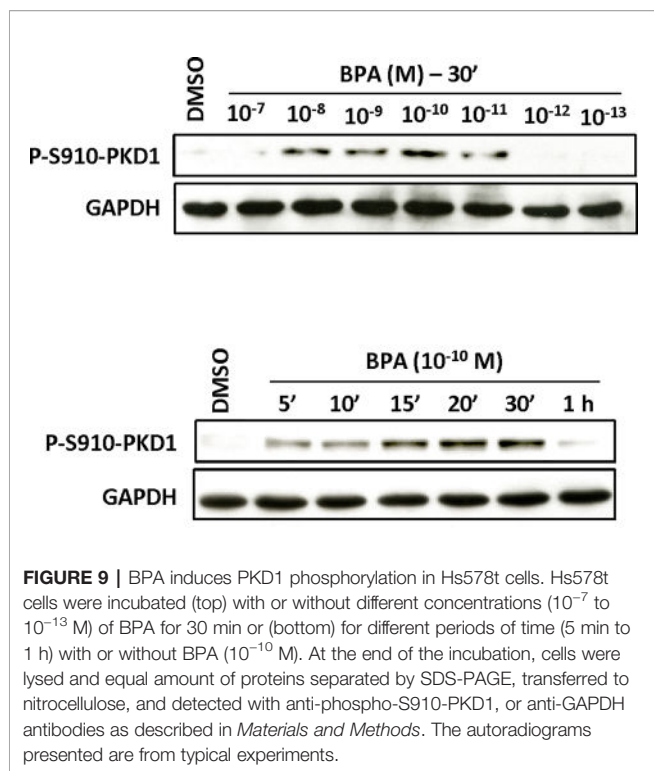 DMSO
BPA (M) – 30’
10⁻⁷ 10⁻⁸ 10⁻⁹ 10⁻¹⁰ 10⁻¹¹ 10⁻¹² 10⁻¹³
P-S910-PKD1
GAPDH
DMSO
BPA (10⁻¹⁰ M)
5’ 10’ 15’ 20’ 30’ 1 h
P-S910-PKD1
GAPDH
FIGURE 9 | BPA induces PKD1 phosphorylation in Hs578t cells. Hs578t
cells were incubated (top) with or without different concentrations (10⁻⁷ to
10⁻¹³ M) of BPA for 30 min or (bottom) for different periods of time (5 min to
1 h) with or without BPA (10⁻¹⁰ M). At the end of the incubation, cells were
lysed and equal amount of proteins separated by SDS-PAGE, transferred to
nitrocellulose, and detected with anti-phospho-S910-PKD1, or anti-GAPDH
antibodies as described in Materials and Methods. The autoradiograms
presented are from typical experiments.